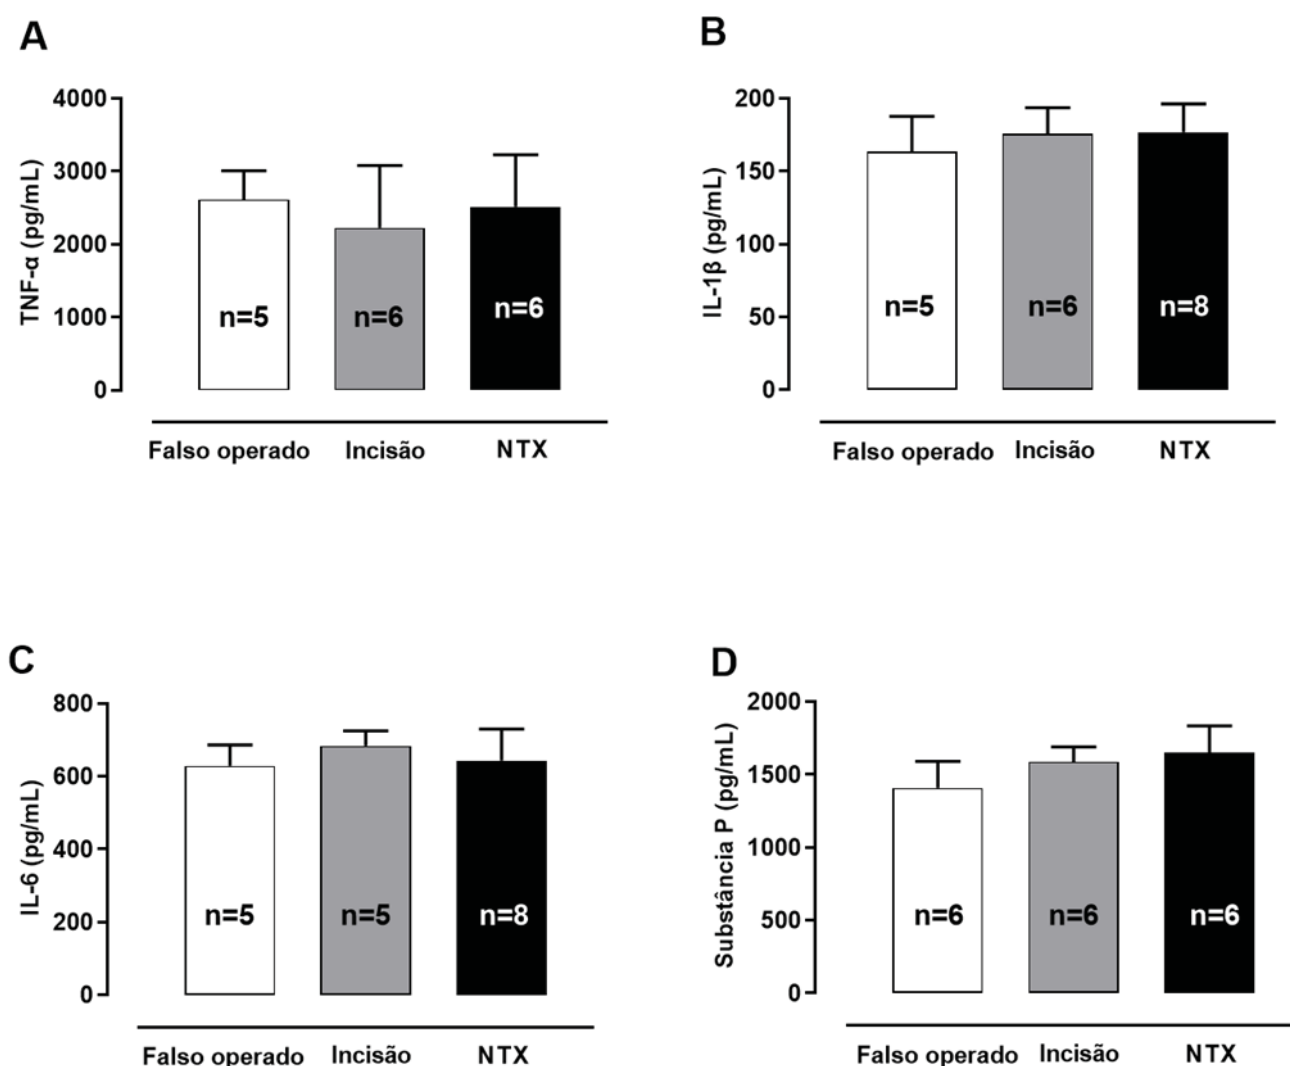 A
TNF-α (pg/mL)
4000
3000
2000
1000
0
n=5
n=6
n=6
Falso operado
Incisão
NTX
B
IL-1β (pg/mL)
200
150
100
50
0
n=5
n=6
n=8
Falso operado
Incisão
NTX
C
IL-6 (pg/mL)
800
600
400
200
0
n=5
n=5
n=8
Falso operado
Incisão
NTX
D
Substância P (pg/mL)
2000
1500
1000
500
0
n=6
n=6
n=6
Falso operado
Incisão
NTX